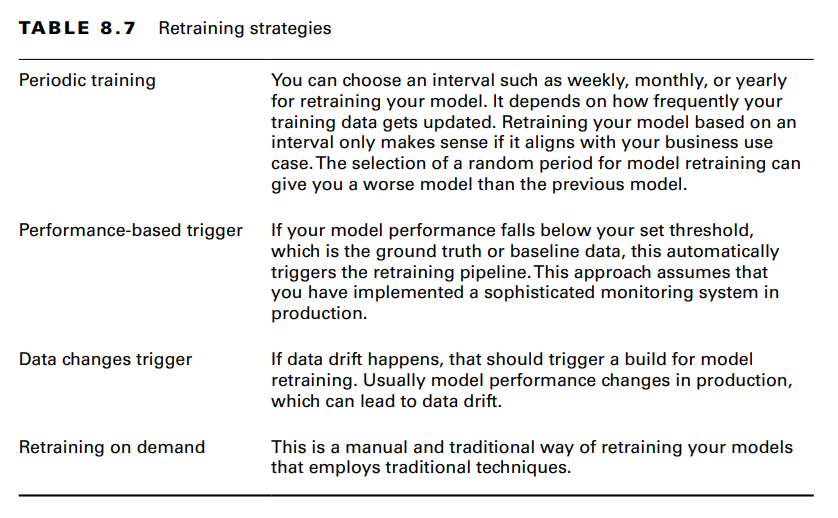 TABLE 8.7 Retraining strategies
Periodic training
You can choose an interval such as weekly, monthly, or yearly
for retraining your model. It depends on how frequently your
training data gets updated. Retraining your model based on an
interval only makes sense if it aligns with your business use
case. The selection of a random period for model retraining can
give you a worse model than the previous model.
Performance-based trigger
If your model performance falls below your set threshold,
which is the ground truth or baseline data, this automatically
triggers the retraining pipeline. This approach assumes that
you have implemented a sophisticated monitoring system in
production.
Data changes trigger
If data drift happens, that should trigger a build for model
retraining. Usually model performance changes in production,
which can lead to data drift.
Retraining on demand
This is a manual and traditional way of retraining your models
that employs traditional techniques.